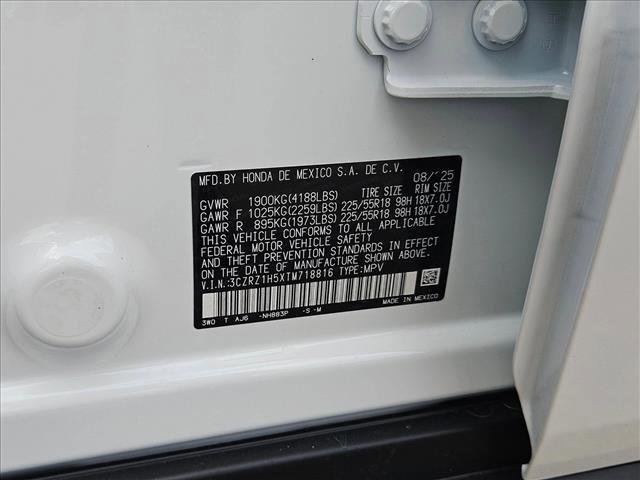 MFD.BY HONDA DE MEXICO S.A. DE C.V.
08/'25
GVWR 1900KG(4188LBS) TIRE SIZE RIM SIZE
GAWR F 1025KG(2259LBS) 225/55R18 98H 18X7.0J
GAWR R 895KG(1973LBS) 225/55R18 98H 18X7.0J
THIS VEHICLE CONFORMS TO ALL APPLICABLE
FEDERAL MOTOR VEHICLE SAFETY
AND THEFT PREVENTION STANDARDS IN EFFECT
ON THE DATE OF MANUFACTURE SHOWN ABOVE.
V.I.N.:3CZRZ1H5XTM718816 TYPE:MPV
3W0 T AJ6 -NH883P -S -M
MADE IN MEXICO